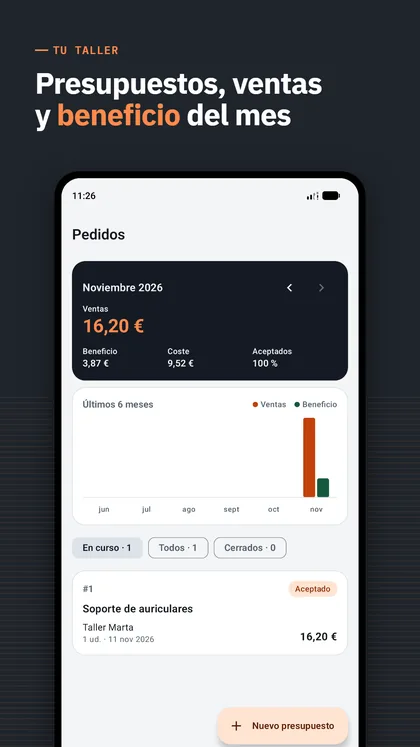 — TU TALLER
Presupuestos, ventas
y beneficio del mes
11:26
Pedidos
Noviembre 2026
Ventas
16,20 €
Beneficio Coste Aceptados
3,87 € 9,52 € 100 %
Últimos 6 meses Ventas Beneficio
jun jul ago sept oct nov
En curso · 1 Todos · 1 Cerrados · 0
#1 Aceptado
Soporte de auriculares
Taller Marta
1 ud. · 11 nov 2026 16,20 €
+ Nuevo presupuesto